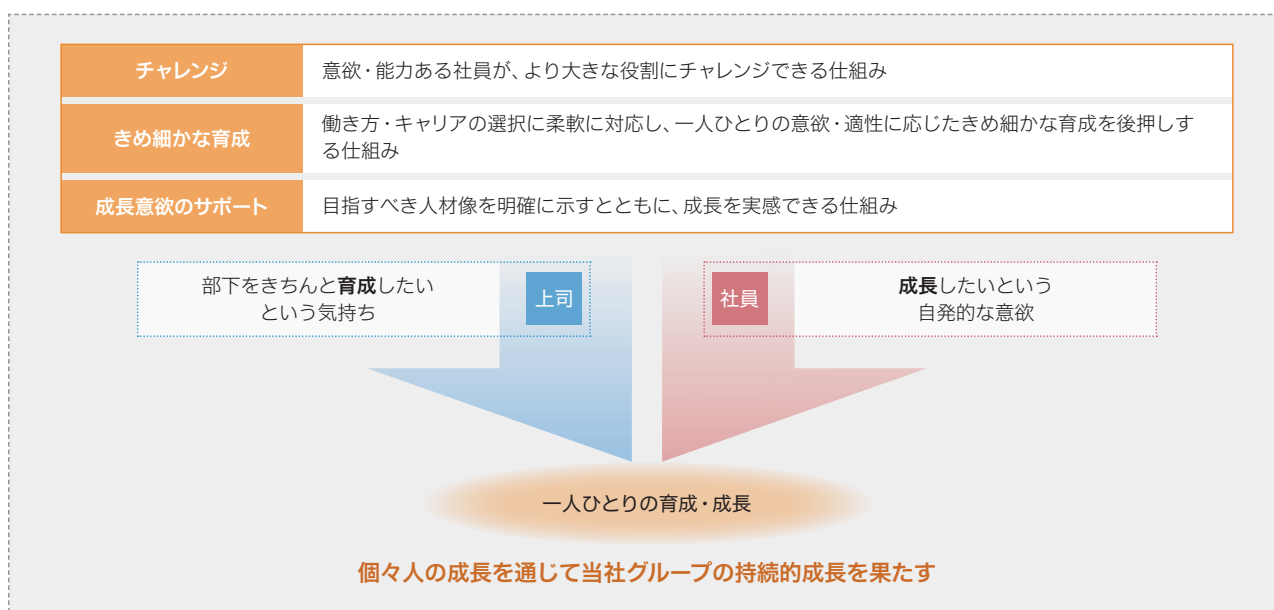 チャレンジ
意欲・能力ある社員が、より大きな役割にチャレンジできる仕組み
きめ細かな育成
働き方・キャリアの選択に柔軟に対応し、一人ひとりの意欲・適性に応じたきめ細かな育成を後押しす
る仕組み
成長意欲のサポート
目指すべき人材像を明確に示すとともに、成長を実感できる仕組み
部下をきちんと育成したい
という気持ち
上司
社員
成長したいという
自発的な意欲
一人ひとりの育成・成長
個々人の成長を通じて当社グループの持続的成長を果たす